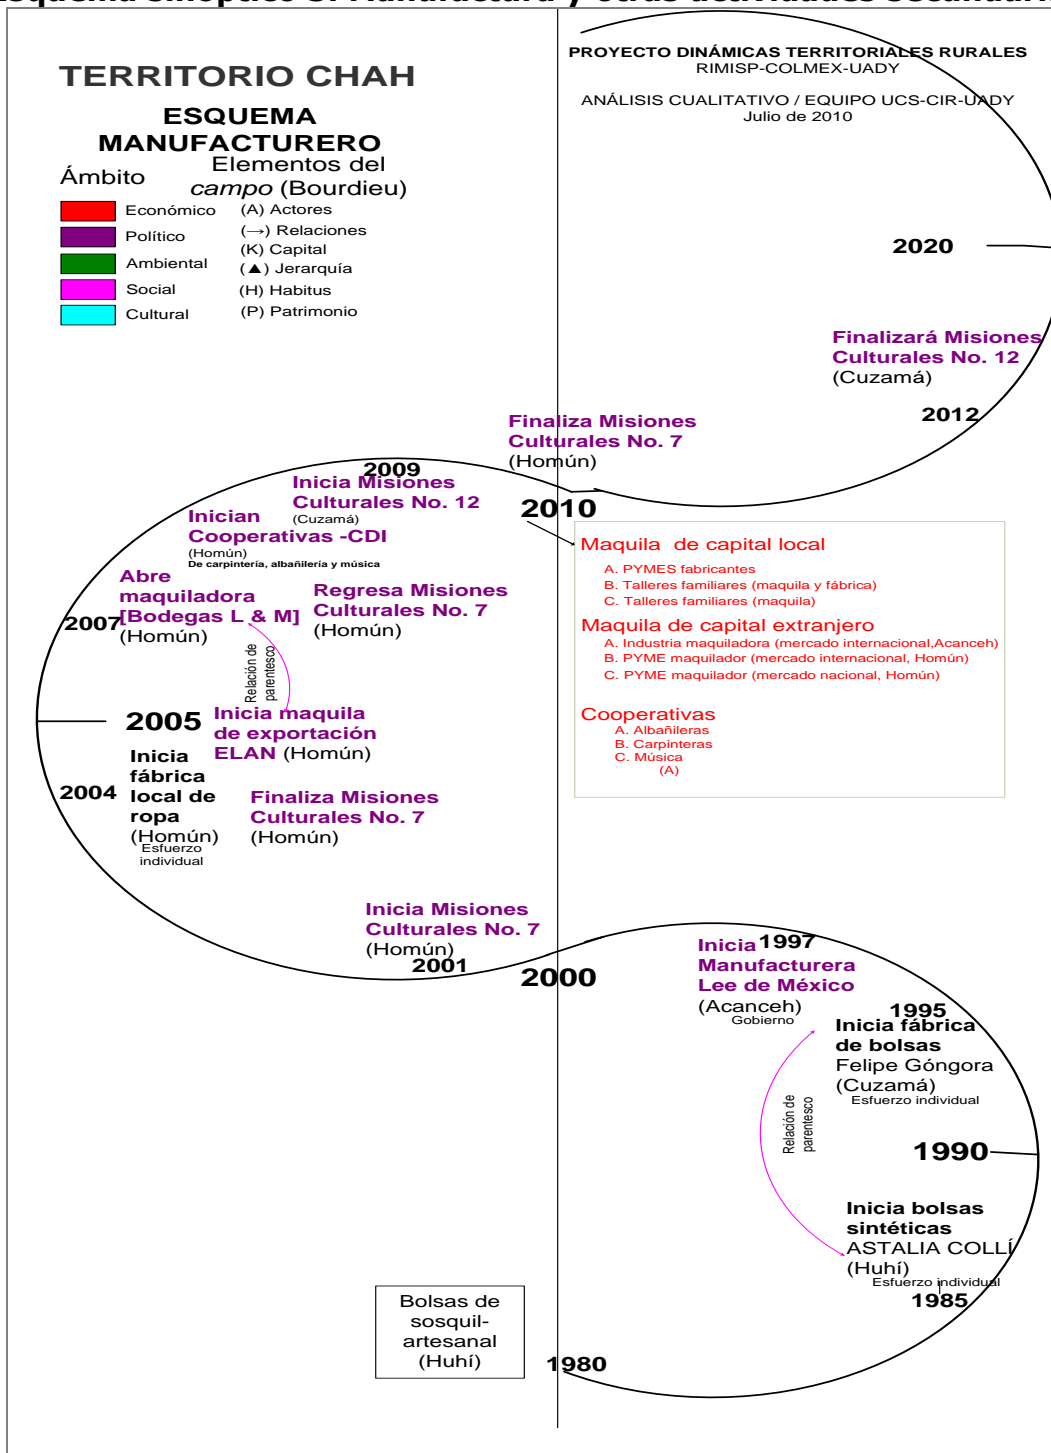 Esquema sinóptico 3. Manufactura y otras actividades secundari
TERRITORIO CHAH
ESQUEMA
MANUFACTURERO
Ámbito
Económico
Político
Ambiental
Social
Cultural
Elementos del
campo (Bourdieu)
(A) Actores
(→) Relaciones
(K) Capital
(▲) Jerarquía
(H) Habitus
(P) Patrimonio
PROYECTO DINÁMICAS TERRITORIALES RURALES
RIMISP-COLMEX-UADY
ANÁLISIS CUALITATIVO / EQUIPO UCS-CIR-UADY
Julio de 2010
2020
Finalizará Misiones
Culturales No. 12
(Cuzamá)
2012
Finaliza Misiones
Culturales No. 7
(Homún)
2010
2009
Inicia Misiones
Culturales No. 12
(Cuzamá)
Inician
Cooperativas -CDI
(Homún)
De carpintería, albañilería y música
Abre
maquiladora
[Bodegas L & M]
(Homún)
2007
Regresa Misiones
Culturales No. 7
(Homún)
Relación de
parentesco
Maquila de capital local
A. PYMES fabricantes
B. Talleres familiares (maquila y fábrica)
C. Talleres familiares (maquila)
Maquila de capital extranjero
A. Industria maquiladora (mercado internacional,Acanceh)
B. PYME maquilador (mercado internacional, Homún)
C. PYME maquilador (mercado nacional, Homún)
Cooperativas
A. Albañileras
B. Carpinteras
C. Música
(A)
2005
Inicia maquila
de exportación
ELAN (Homún)
2004
Inicia
fábrica
local de
ropa
(Homún)
Esfuerzo
individual
Finaliza Misiones
Culturales No. 7
(Homún)
Inicia Misiones
Culturales No. 7
(Homún)
2001
2000
Inicia
Manufacturera
Lee de México
(Acanceh)
Gobierno
1997
1995
Inicia fábrica
de bolsas
Felipe Góngora
(Cuzamá)
Esfuerzo individual
Relación de
parentesco
1990
Inicia bolsas
sintéticas
ASTALIA COLLÍ
(Huhí)
Esfuerzo individual
1985
Bolsas de
sosquil-
artesanal
(Huhí)
1980